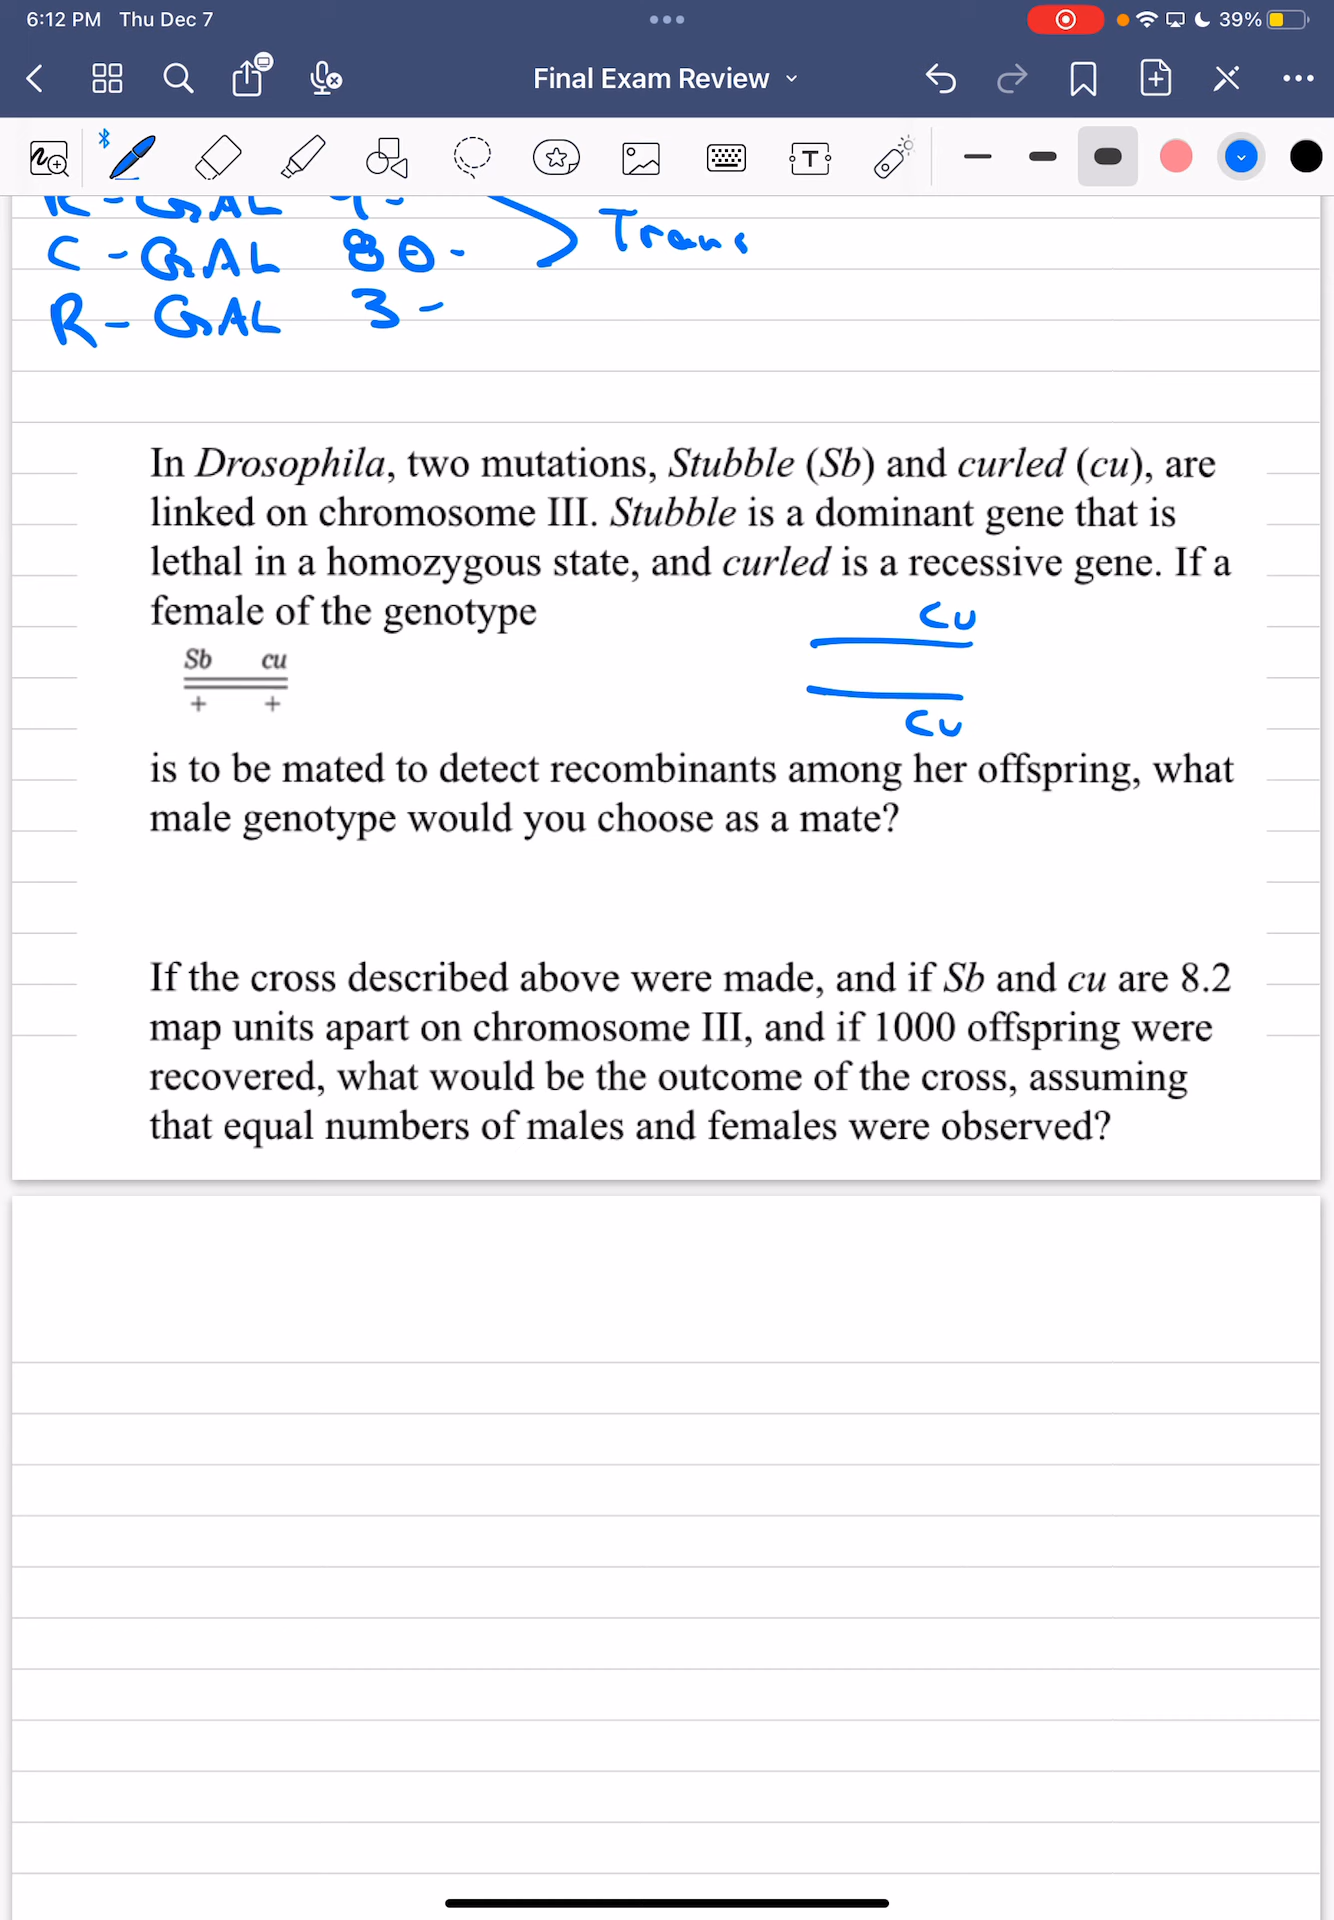 6:12 PM Thu Dec 7
39%
Final Exam Review
T
R - GAL 4 -
C - GAL 80 -
Trans
R - GAL 3 -
In Drosophila, two mutations, Stubble (Sb) and curled (cu), are
linked on chromosome III. Stubble is a dominant gene that is
lethal in a homozygous state, and curled is a recessive gene. If a
female of the genotype
cu
Sb cu
+ +
cu
is to be mated to detect recombinants among her offspring, what
male genotype would you choose as a mate?
If the cross described above were made, and if Sb and cu are 8.2
map units apart on chromosome III, and if 1000 offspring were
recovered, what would be the outcome of the cross, assuming
that equal numbers of males and females were observed?